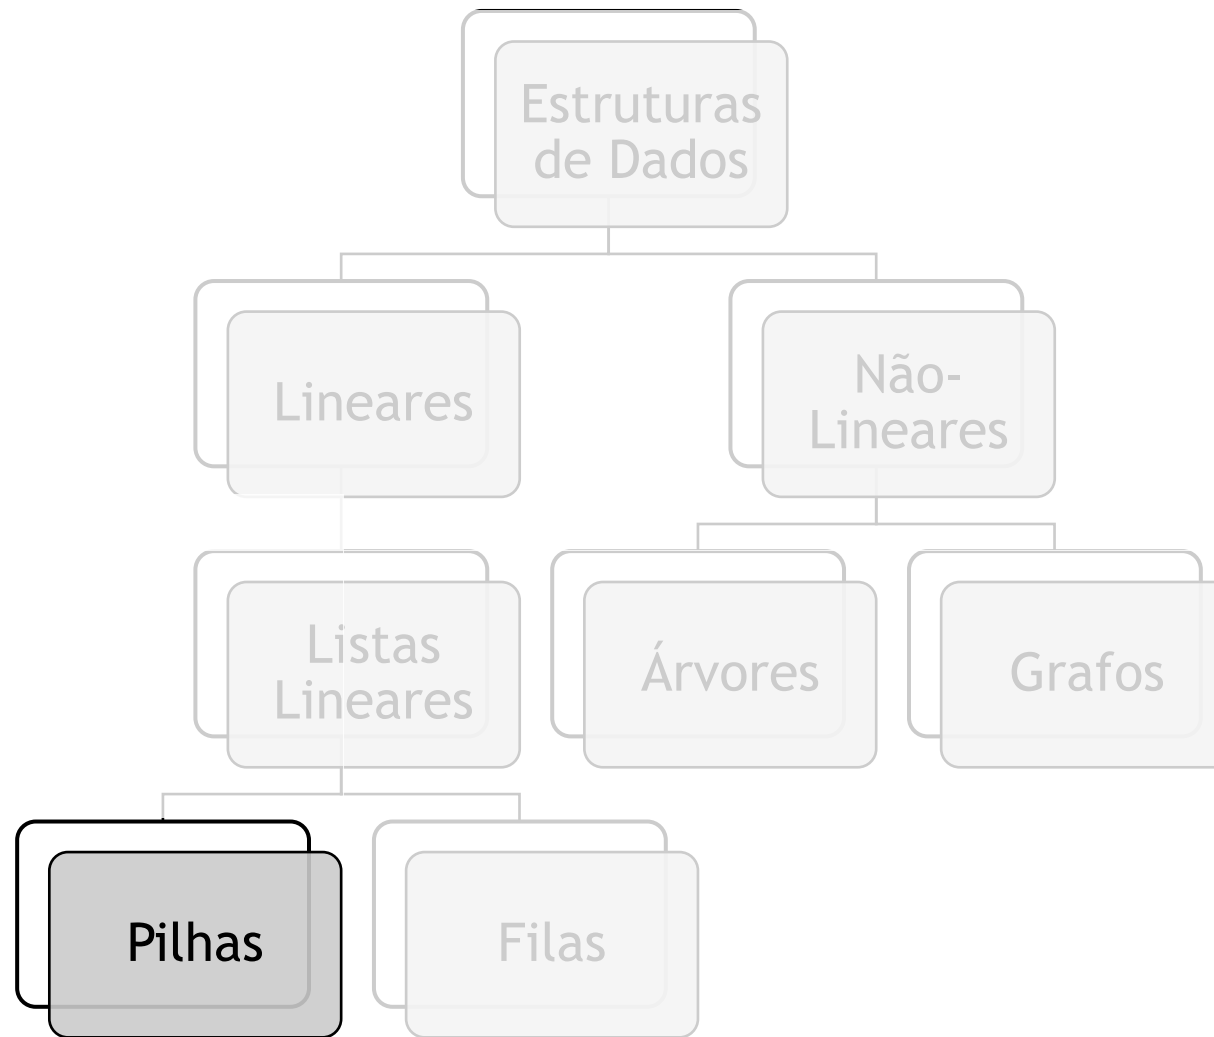 Estruturas
de Dados
Lineares
Não-
Lineares
Listas
Lineares
Árvores
Grafos
Pilhas
Filas